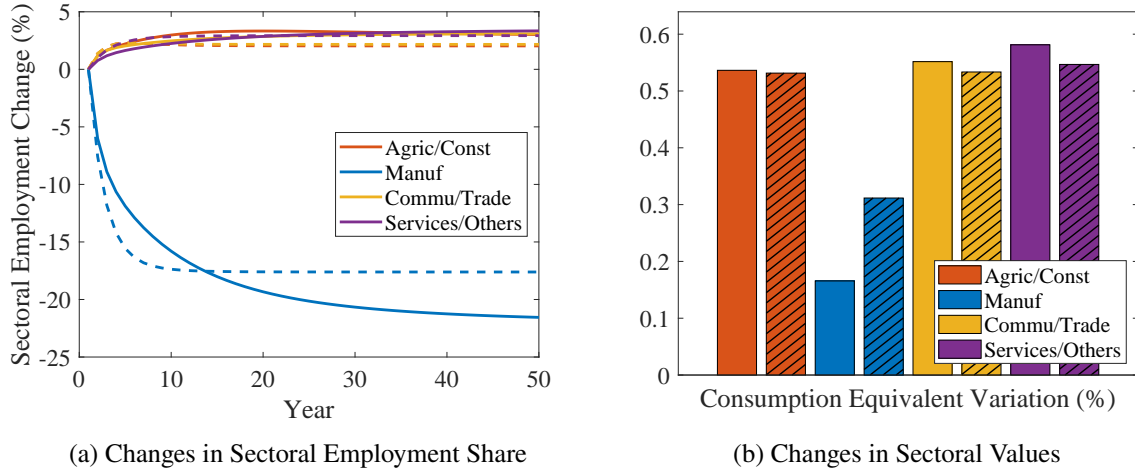 Sectoral Employment Change (%)
5
0
-5
-10
-15
-20
-25
10
20
30
40
50
Year
Agric/Const
Manuf
Commu/Trade
Services/Others
(a) Changes in Sectoral Employment Share
0.6
0.5
0.4
0.3
0.2
0.1
0
Agric/Const
Manuf
Commu/Trade
Services/Others
Consumption Equivalent Variation (%)
(b) Changes in Sectoral Values